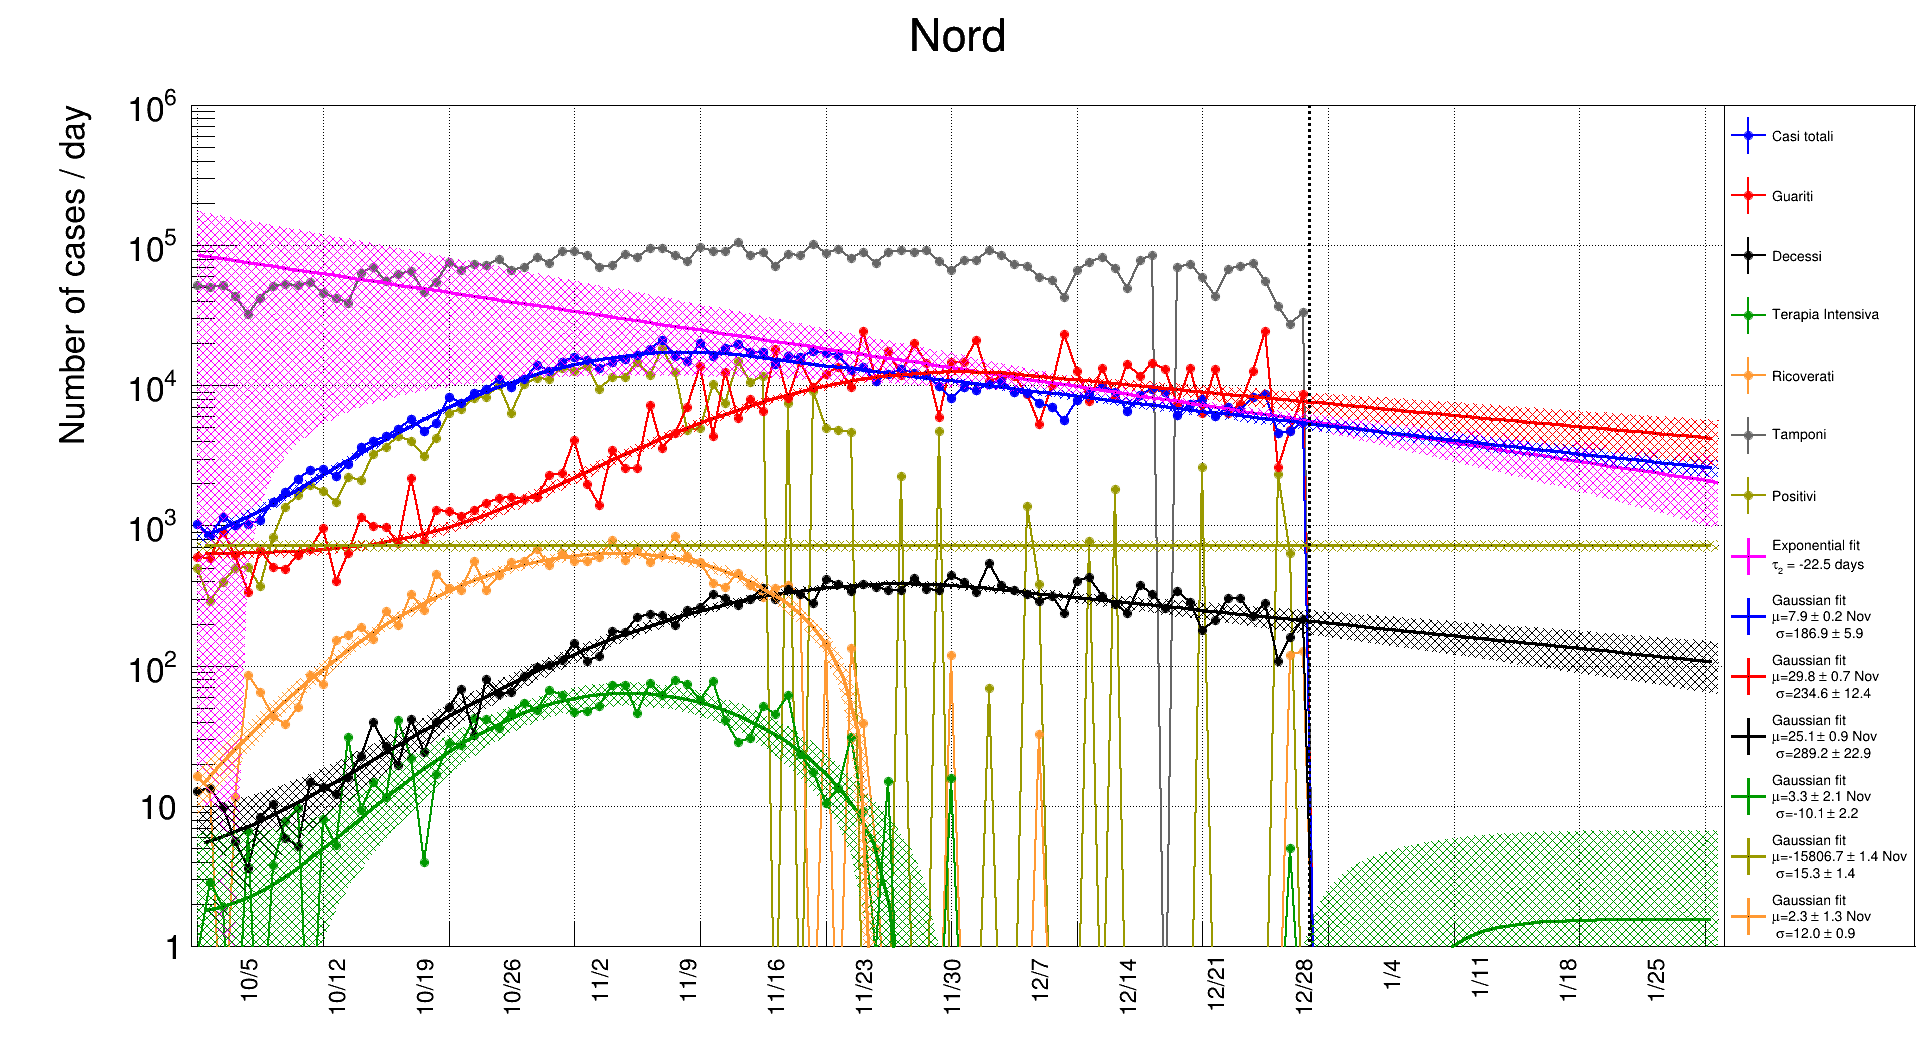 Nord
Number of cases / day
10^6
10^5
10^4
10^3
10^2
10
1
10/5
10/12
10/19
10/26
11/2
11/9
11/16
11/23
11/30
12/7
12/14
12/21
12/28
1/4
1/11
1/18
1/25
Casi totali
Guariti
Decessi
Terapia Intensiva
Ricoverati
Tamponi
Positivi
Exponential fit
τ₂ = -22.5 days
Gaussian fit
μ=7.9 ± 0.2 Nov
σ=186.9 ± 5.9
Gaussian fit
μ=29.8 ± 0.7 Nov
σ=234.6 ± 12.4
Gaussian fit
μ=25.1 ± 0.9 Nov
σ=289.2 ± 22.9
Gaussian fit
μ=3.3 ± 2.1 Nov
σ=-10.1 ± 2.2
Gaussian fit
μ=-15806.7 ± 1.4 Nov
σ=15.3 ± 1.4
Gaussian fit
μ=2.3 ± 1.3 Nov
σ=12.0 ± 0.9